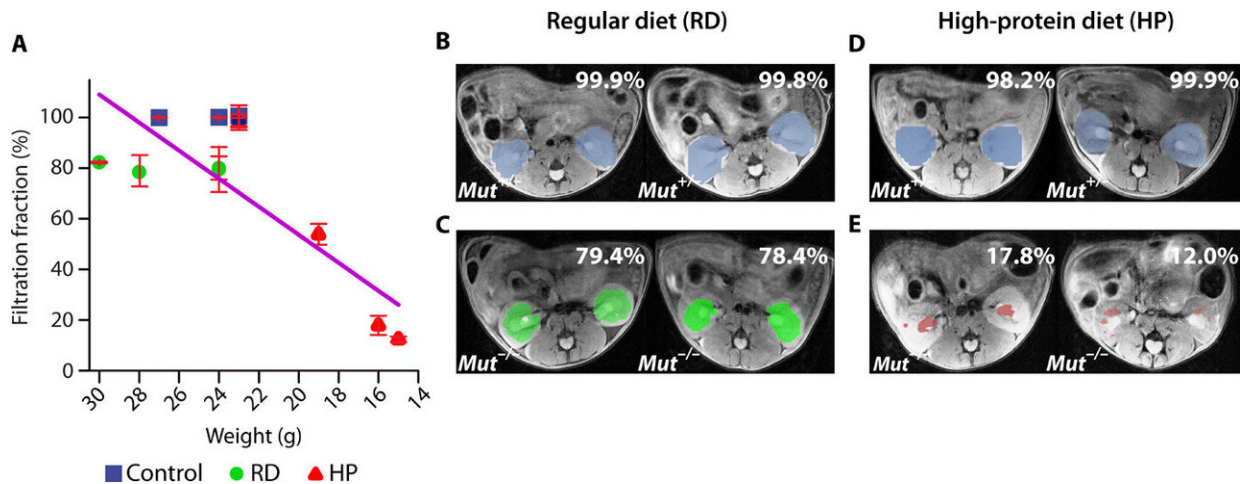 Regular diet (RD)
High-protein diet (HP)
A
B
D
Filtration fraction (%)
100
80
60
40
20
0
30
28
26
24
22
20
18
16
14
Weight (g)
Control
RD
HP
99.9%
99.8%
Mut
Mut+/
98.2%
99.9%
Mut+/
Mut+/
C
79.4%
78.4%
Mut−/−
Mut−/−
E
17.8%
12.0%
Mut
Mut−/−